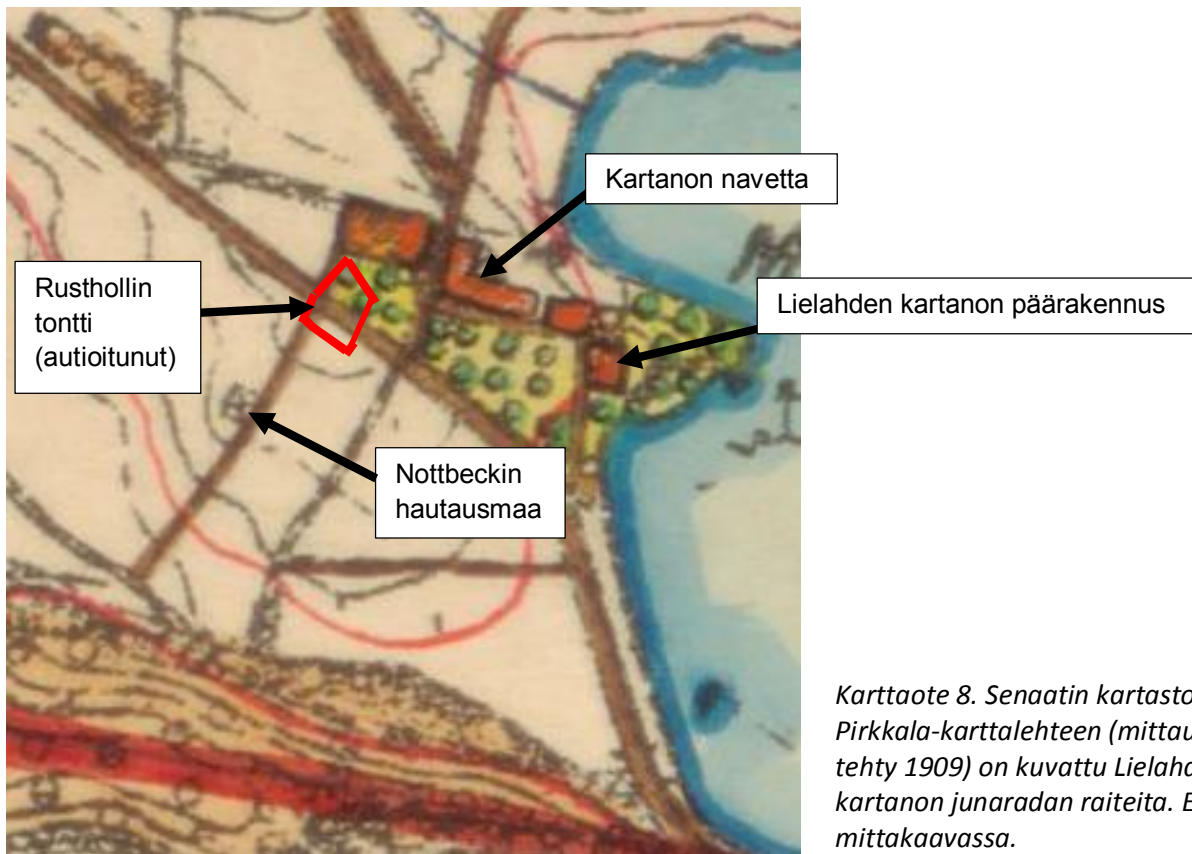 Kartanon navetta
Rusthollin
tontti
(autioitunut)
Lielahden kartanon päärakennus
Nottbeckin
hautausmaa
Karttaote 8. Senaatin kartasto
Pirkkala-karttalehteen (mittau
tehty 1909) on kuvattu Lielaha
kartanon junaradan raiteita. E
mittakaavassa.